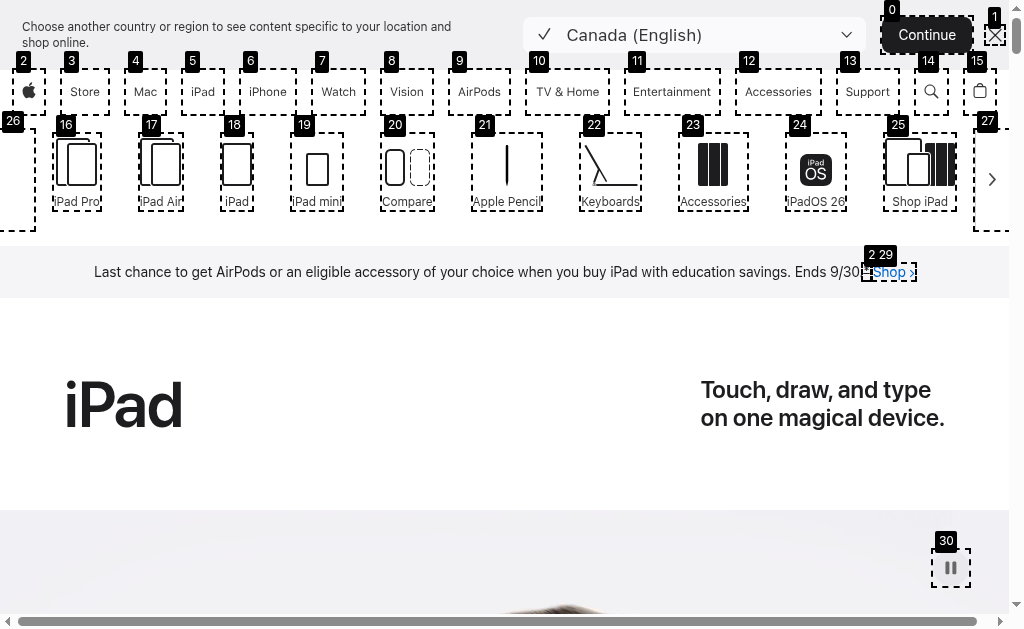 Choose another country or region to see content specific to your location and
shop online.
Canada (English)
0
Continue
1
2
3
4
5
6
7
8
9
10
11
12
13
14
15
Store
Mac
iPad
iPhone
Watch
Vision
AirPods
TV & Home
Entertainment
Accessories
Support
26
16
17
18
19
20
21
22
23
24
25
27
iPad
OS
iPad Pro
iPad Air
iPad
iPad mini
Compare
Apple Pencil
Keyboards
Accessories
iPadOS 26
Shop iPad
2 29
Last chance to get AirPods or an eligible accessory of your choice when you buy iPad with education savings. Ends 9/30
Shop ›
iPad
Touch, draw, and type
on one magical device.
30